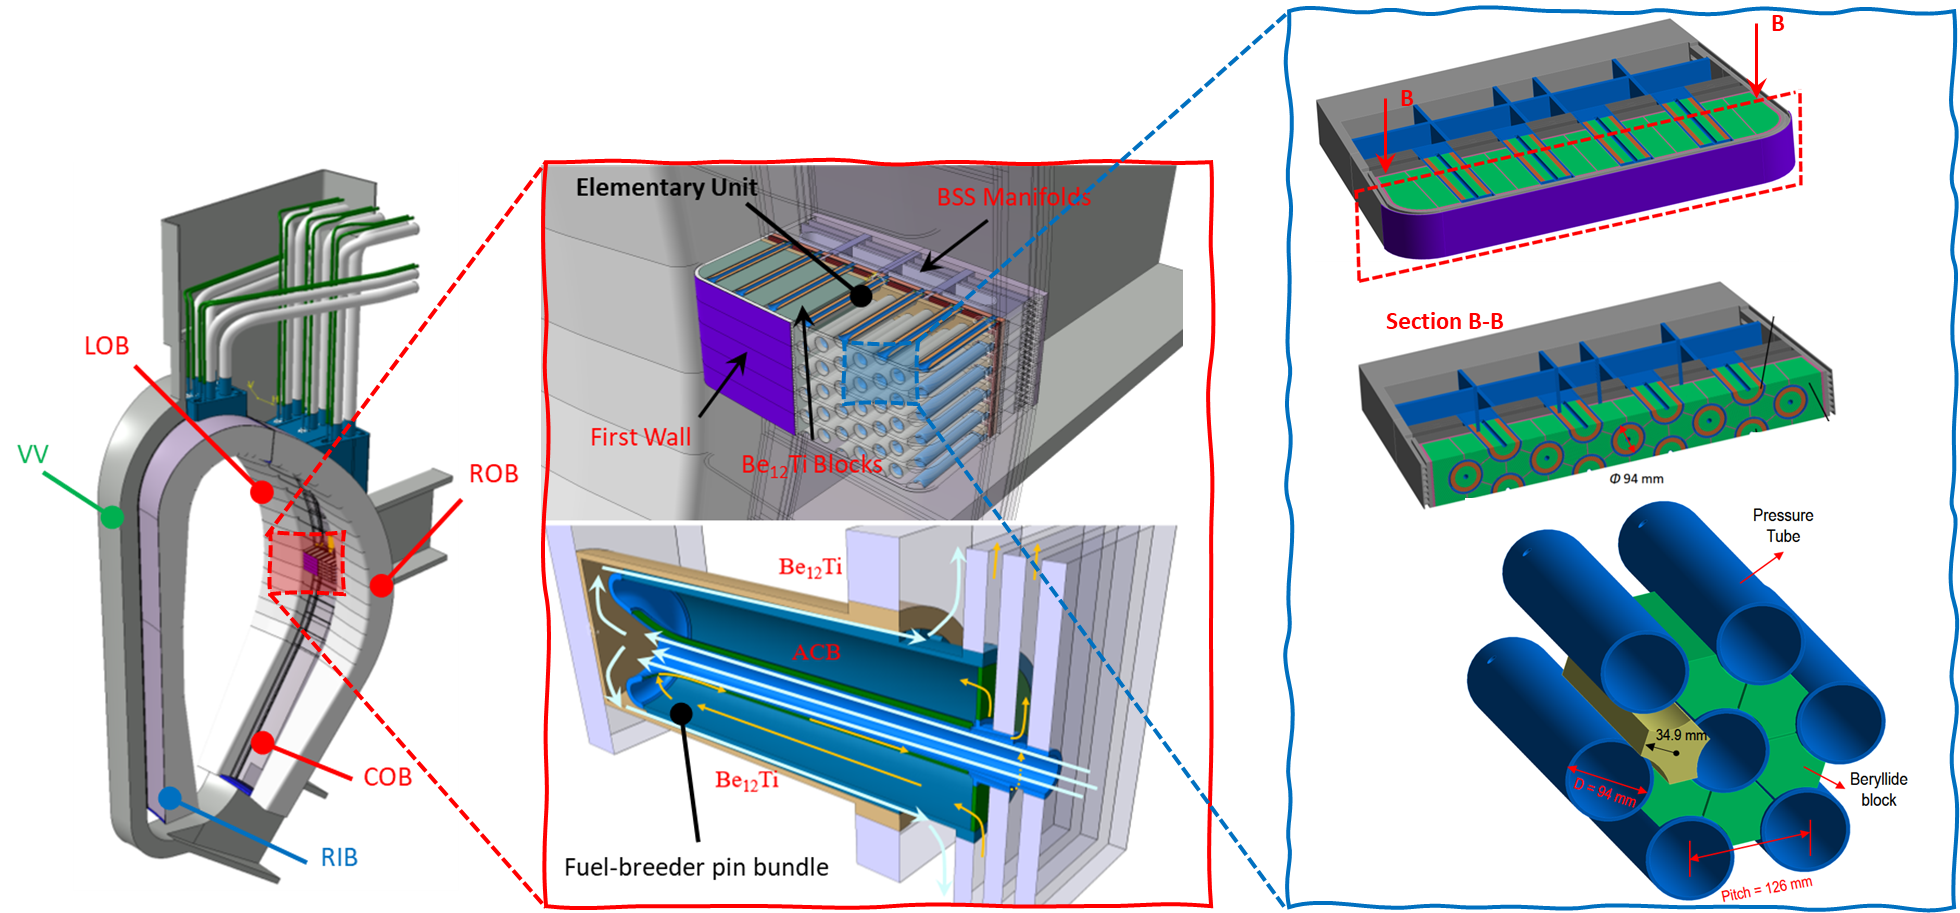 LOB
VV
ROB
COB
RIB
Elementary Unit
BSS Manifolds
First Wall
Be₁₂Ti Blocks
Be₁₂Ti
ACB
Be₁₂Ti
Fuel-breeder pin bundle
B
B
Section B-B
Φ 94 mm
Pressure
Tube
34.9 mm
D = 94 mm
Beryllide
block
Pitch = 126 mm